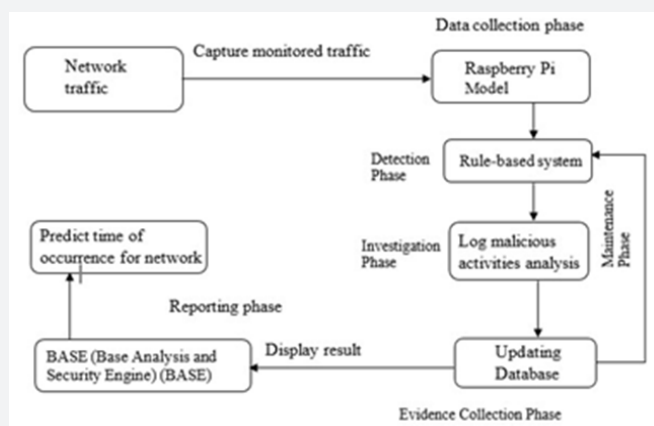 Data collection phase
Network
traffic
Capture monitored traffic
Raspberry Pi
Model
Detection
Phase
Rule-based system
Maintenance
Phase
Investigation
Phase
Log malicious
activities analysis
Predict time of
occurrence for network
Reporting phase
BASE (Base Analysis and
Security Engine) (BASE)
Display result
Updating
Database
Evidence Collection Phase